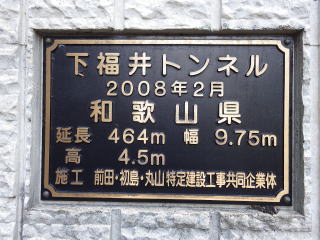 下福井トンネル
2008年2月
和歌山県
延長 464m 幅 9.75m
高 4.5m
施工 前田・初島・丸山特定建設工事共同企業体